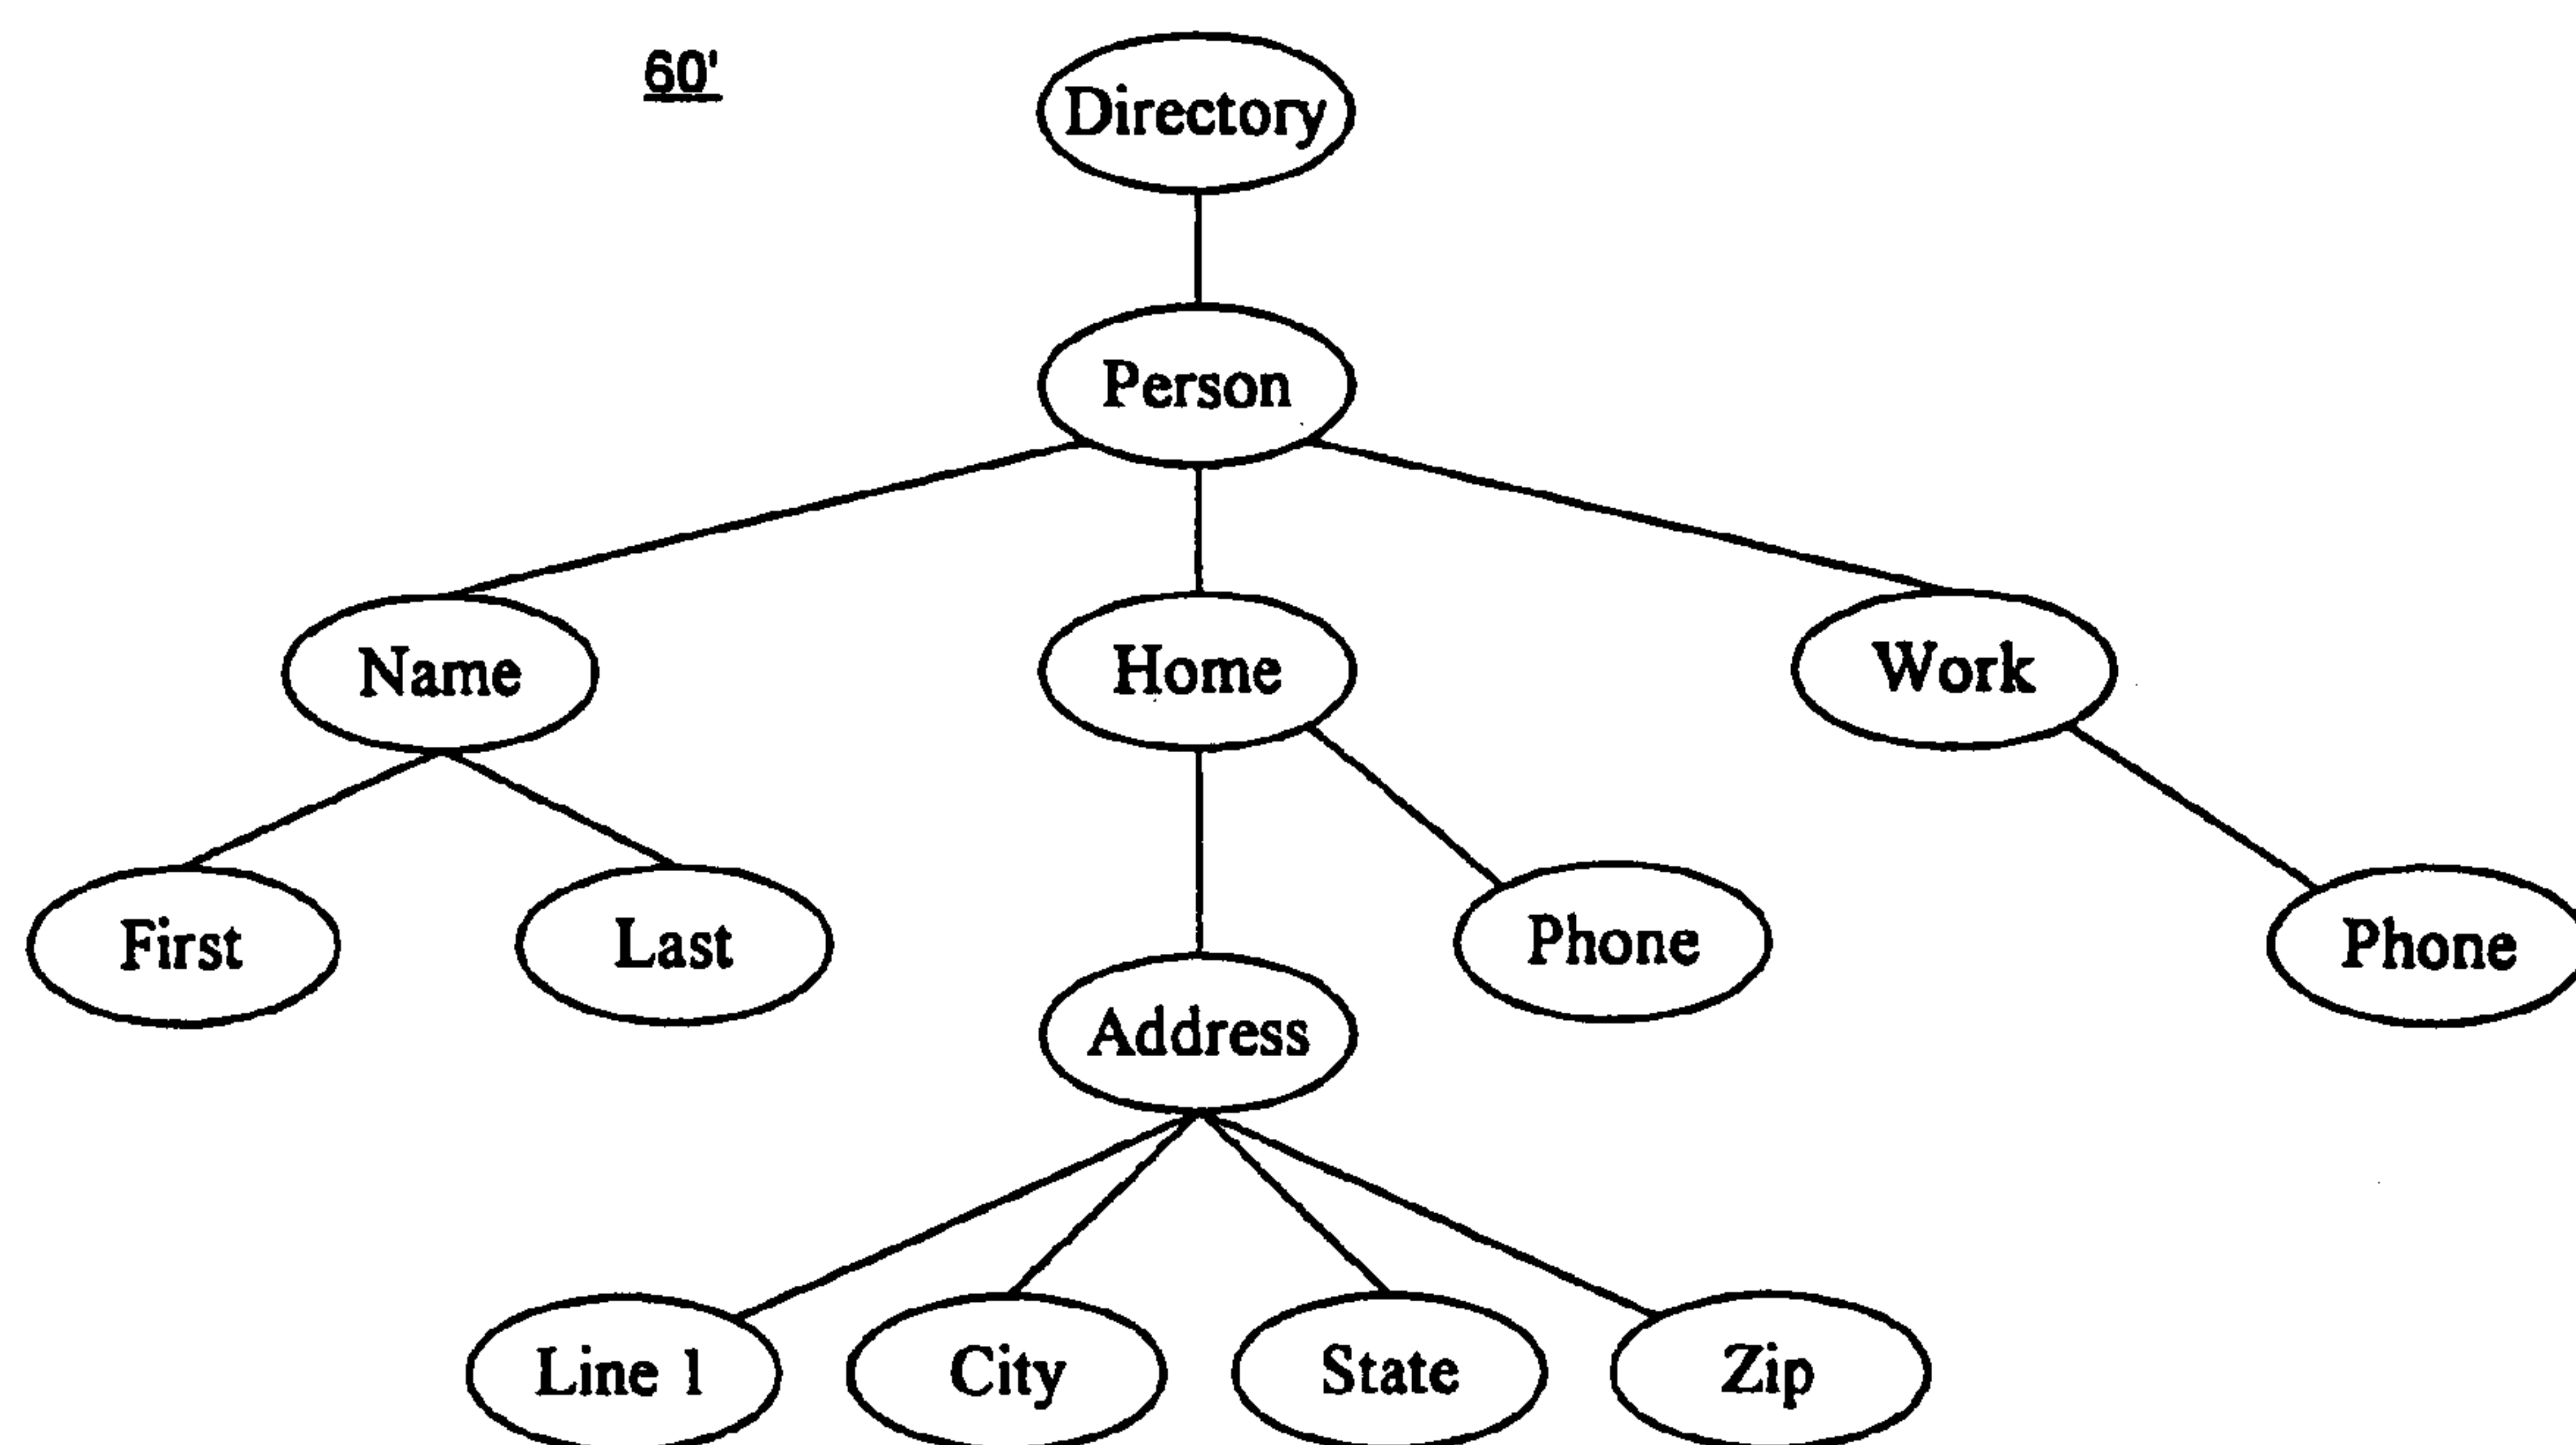 60'
Directory
Person
Name Home Work
First Last Phone Phone
Address
Line 1 City State Zip